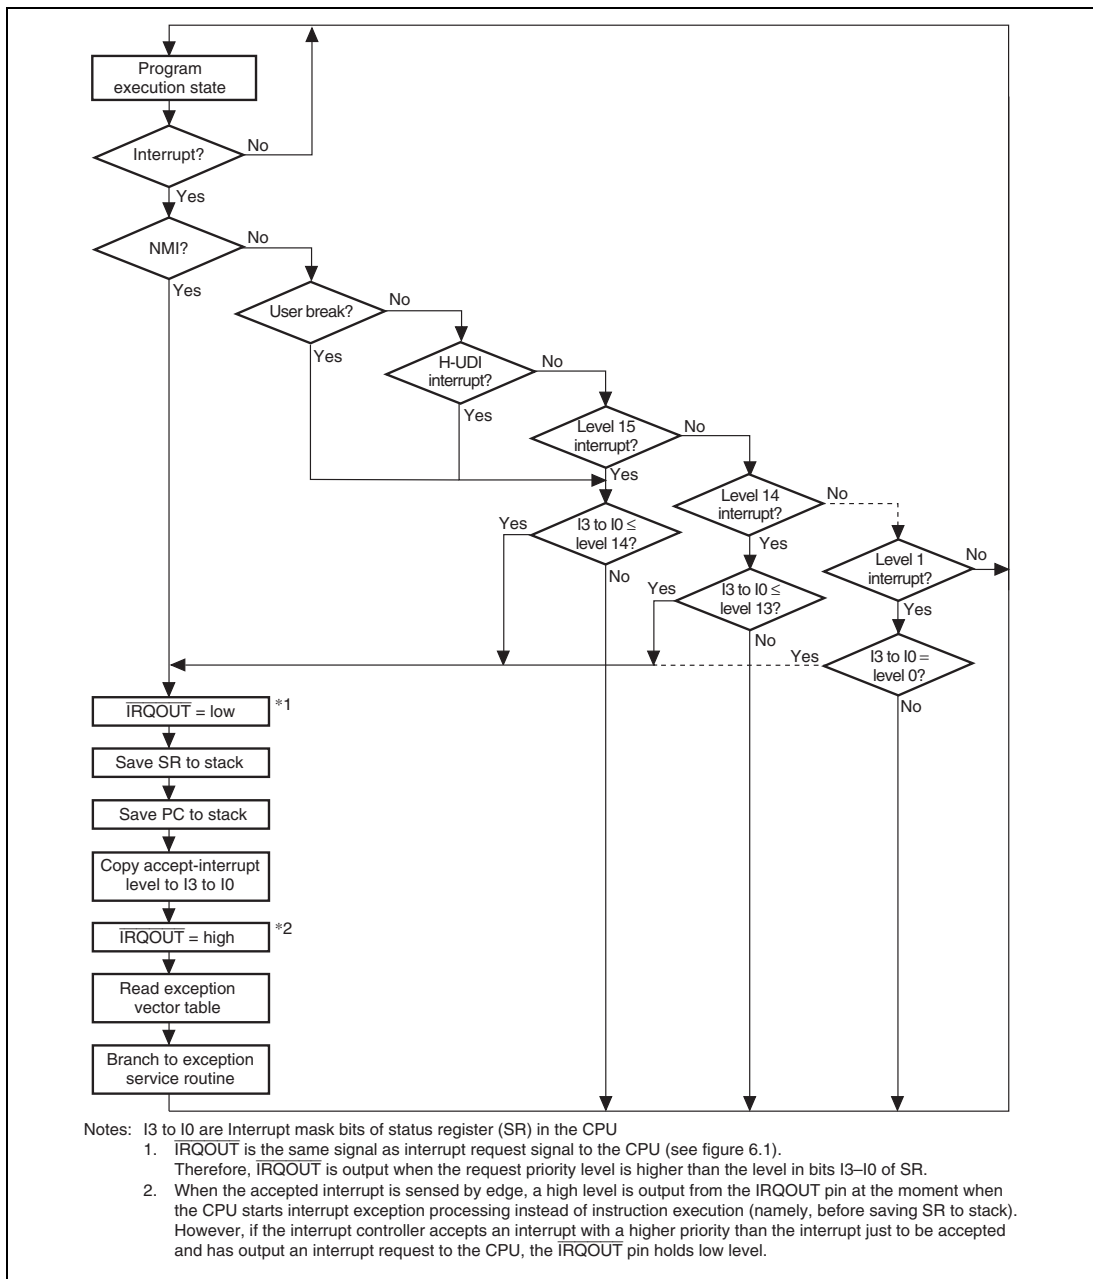 Program
execution state
Interrupt?
No
Yes
NMI?
No
Yes
User break?
No
Yes
H-UDI
interrupt?
No
Yes
Level 15
interrupt?
No
Yes
Level 14
interrupt?
No
Yes
I3 to I0 ≤
level 14?
Yes
No
Level 1
interrupt?
No
Yes
I3 to I0 ≤
level 13?
Yes
No
I3 to I0 =
level 0?
Yes
No
IRQOUT = low *1
Save SR to stack
Save PC to stack
Copy accept-interrupt
level to I3 to I0
IRQOUT = high *2
Read exception
vector table
Branch to exception
service routine
Notes: I3 to I0 are Interrupt mask bits of status register (SR) in the CPU
1. IRQOUT is the same signal as interrupt request signal to the CPU (see figure 6.1).
Therefore, IRQOUT is output when the request priority level is higher than the level in bits I3–I0 of SR.
2. When the accepted interrupt is sensed by edge, a high level is output from the IRQOUT pin at the moment when
the CPU starts interrupt exception processing instead of instruction execution (namely, before saving SR to stack).
However, if the interrupt controller accepts an interrupt with a higher priority than the interrupt just to be accepted
and has output an interrupt request to the CPU, the IRQOUT pin holds low level.